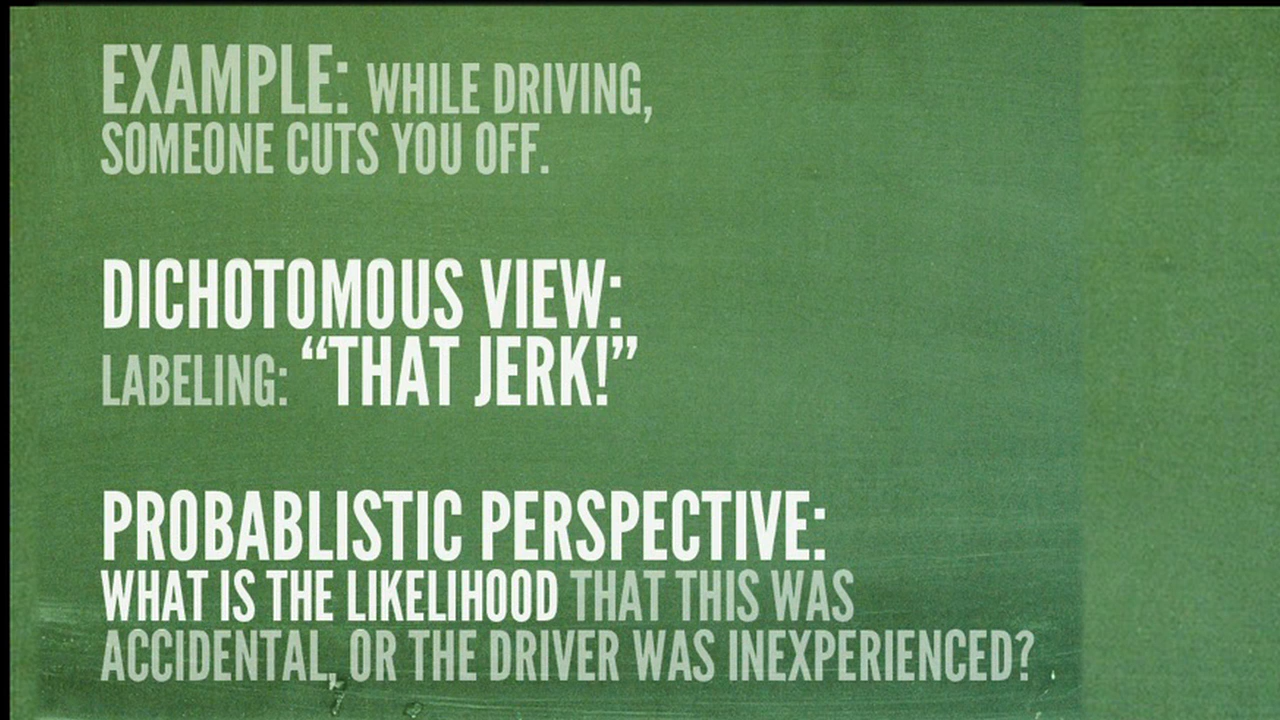 EXAMPLE: WHILE DRIVING,
SOMEONE CUTS YOU OFF.
DICHOTOMOUS VIEW:
LABELING: “THAT JERK!”
PROBABLISTIC PERSPECTIVE:
WHAT IS THE LIKELIHOOD THAT THIS WAS
ACCIDENTAL, OR THE DRIVER WAS INEXPERIENCED?